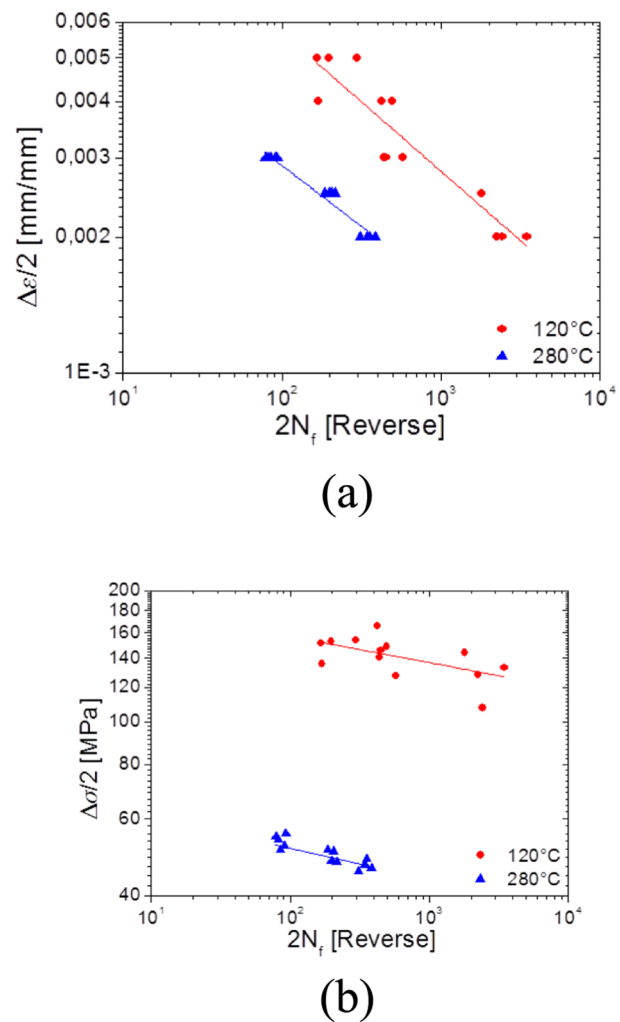 0,006
0,005
0,004
0,003
0,002
1E-3
Δε/2 [mm/mm]
120°C
280°C
10¹ 10² 10³ 10⁴
2Nf [Reverse]
(a)
200
180
160
140
120
100
80
60
40
Δσ/2 [MPa]
120°C
280°C
10¹ 10² 10³ 10⁴
2Nf [Reverse]
(b)